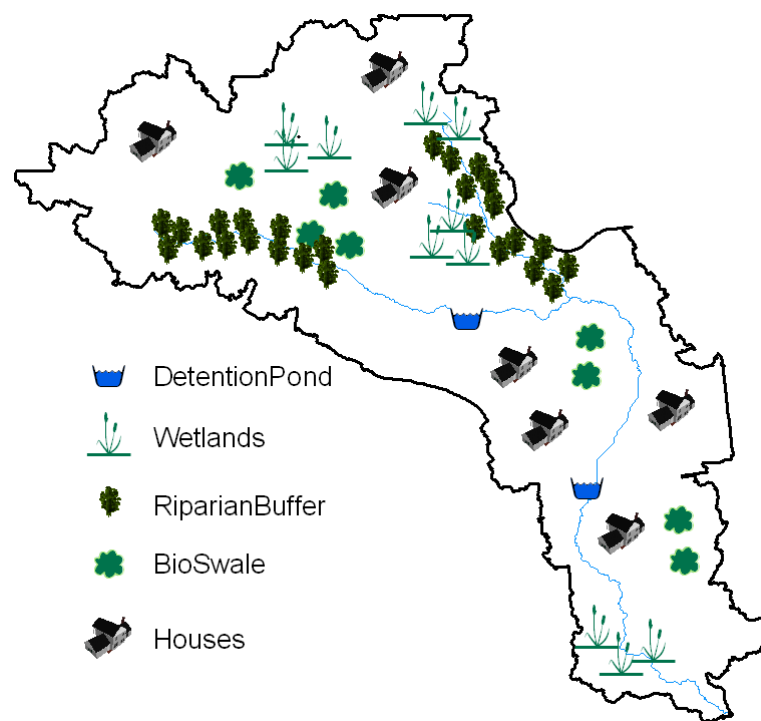 DetentionPond
Wetlands
RiparianBuffer
BioSwale
Houses